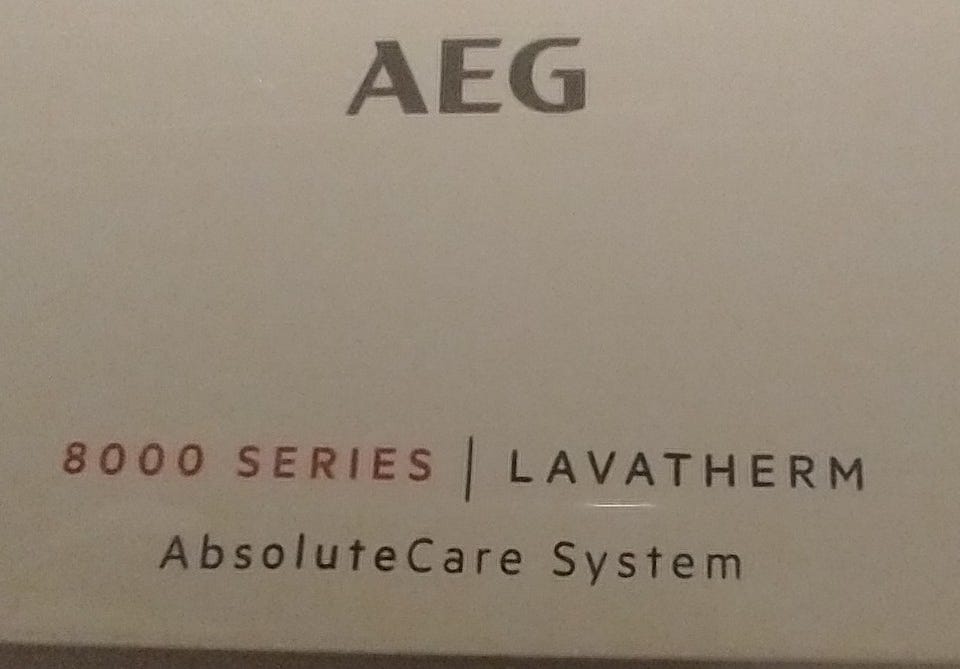 AEG
8000 SERIES | LAVATHERM
AbsoluteCare System